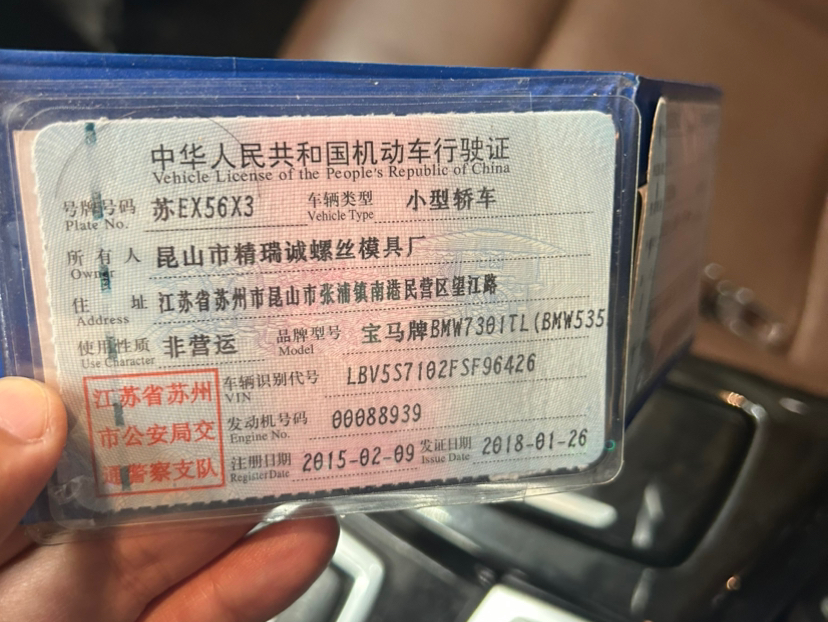 中华人民共和国机动车行驶证
Vehicle License of the People's Republic of China
号牌号码 苏EX56X3 车辆类型 小型轿车
Plate No. Vehicle Type
所有人 昆山市精瑞诚螺丝模具厂
Owner
住址 江苏省苏州市昆山市张浦镇南港民营区望江路
Address
使用性质 非营运 品牌型号 宝马牌BMW7301TL(BMW535
Use Character Model
车辆识别代号 LBV5S7102FSF96426
VIN
发动机号码 00088939
Engine No.
注册日期 2015-02-09 发证日期 2018-01-26
Register Date Issue Date
江苏省苏州
市公安局交
通警察支队